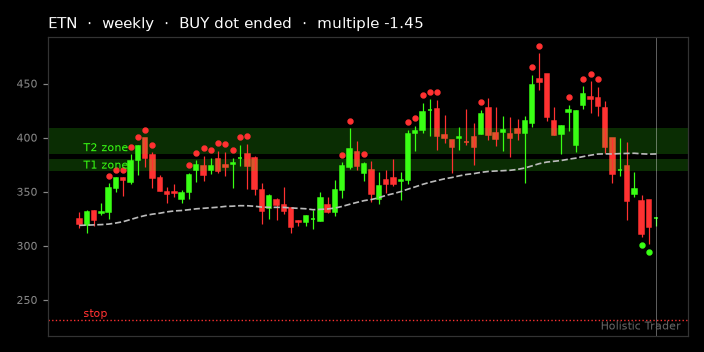 ETN · weekly · BUY dot ended · multiple -1.45
450
400
350
300
250
T2 zone
T1 zone
stop
Holistic Trader